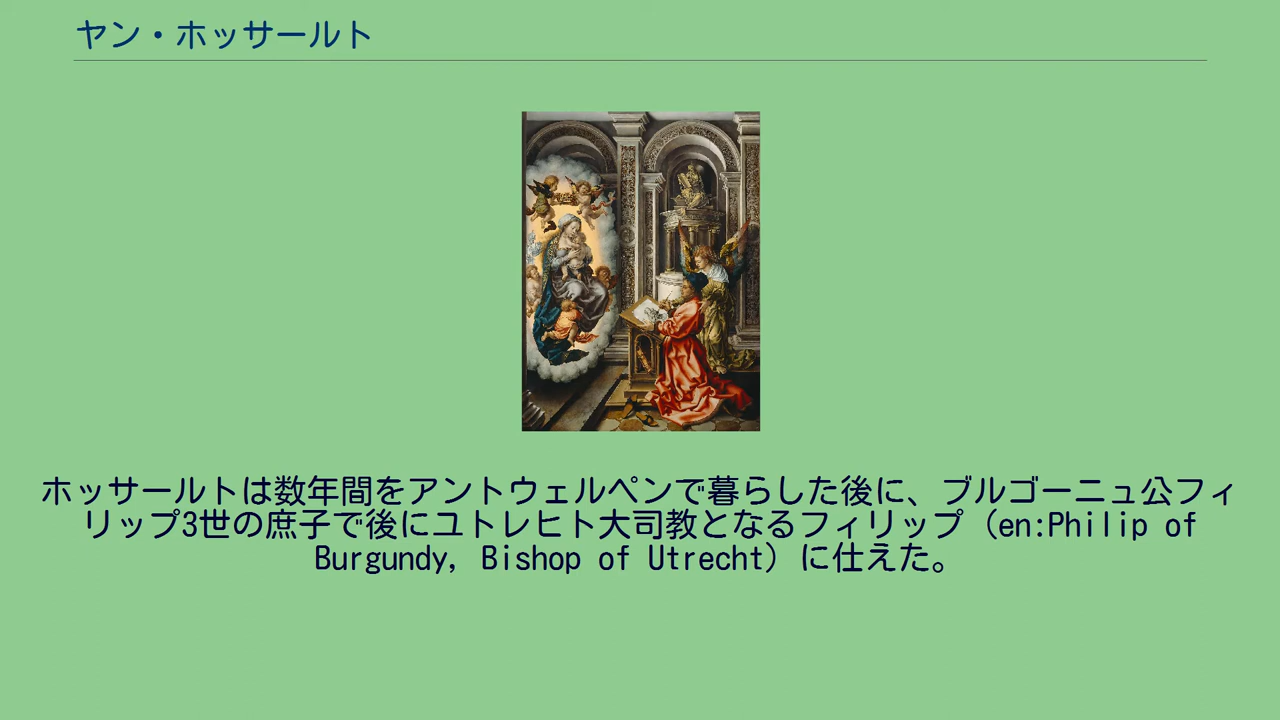 ヤン・ホッサールト
ホッサールトは数年間をアントウェルペンで暮らした後に、ブルゴーニュ公フィ
リップ3世の庶子で後にユトレヒト大司教となるフィリップ（en:Philip of
Burgundy, Bishop of Utrecht）に仕えた。